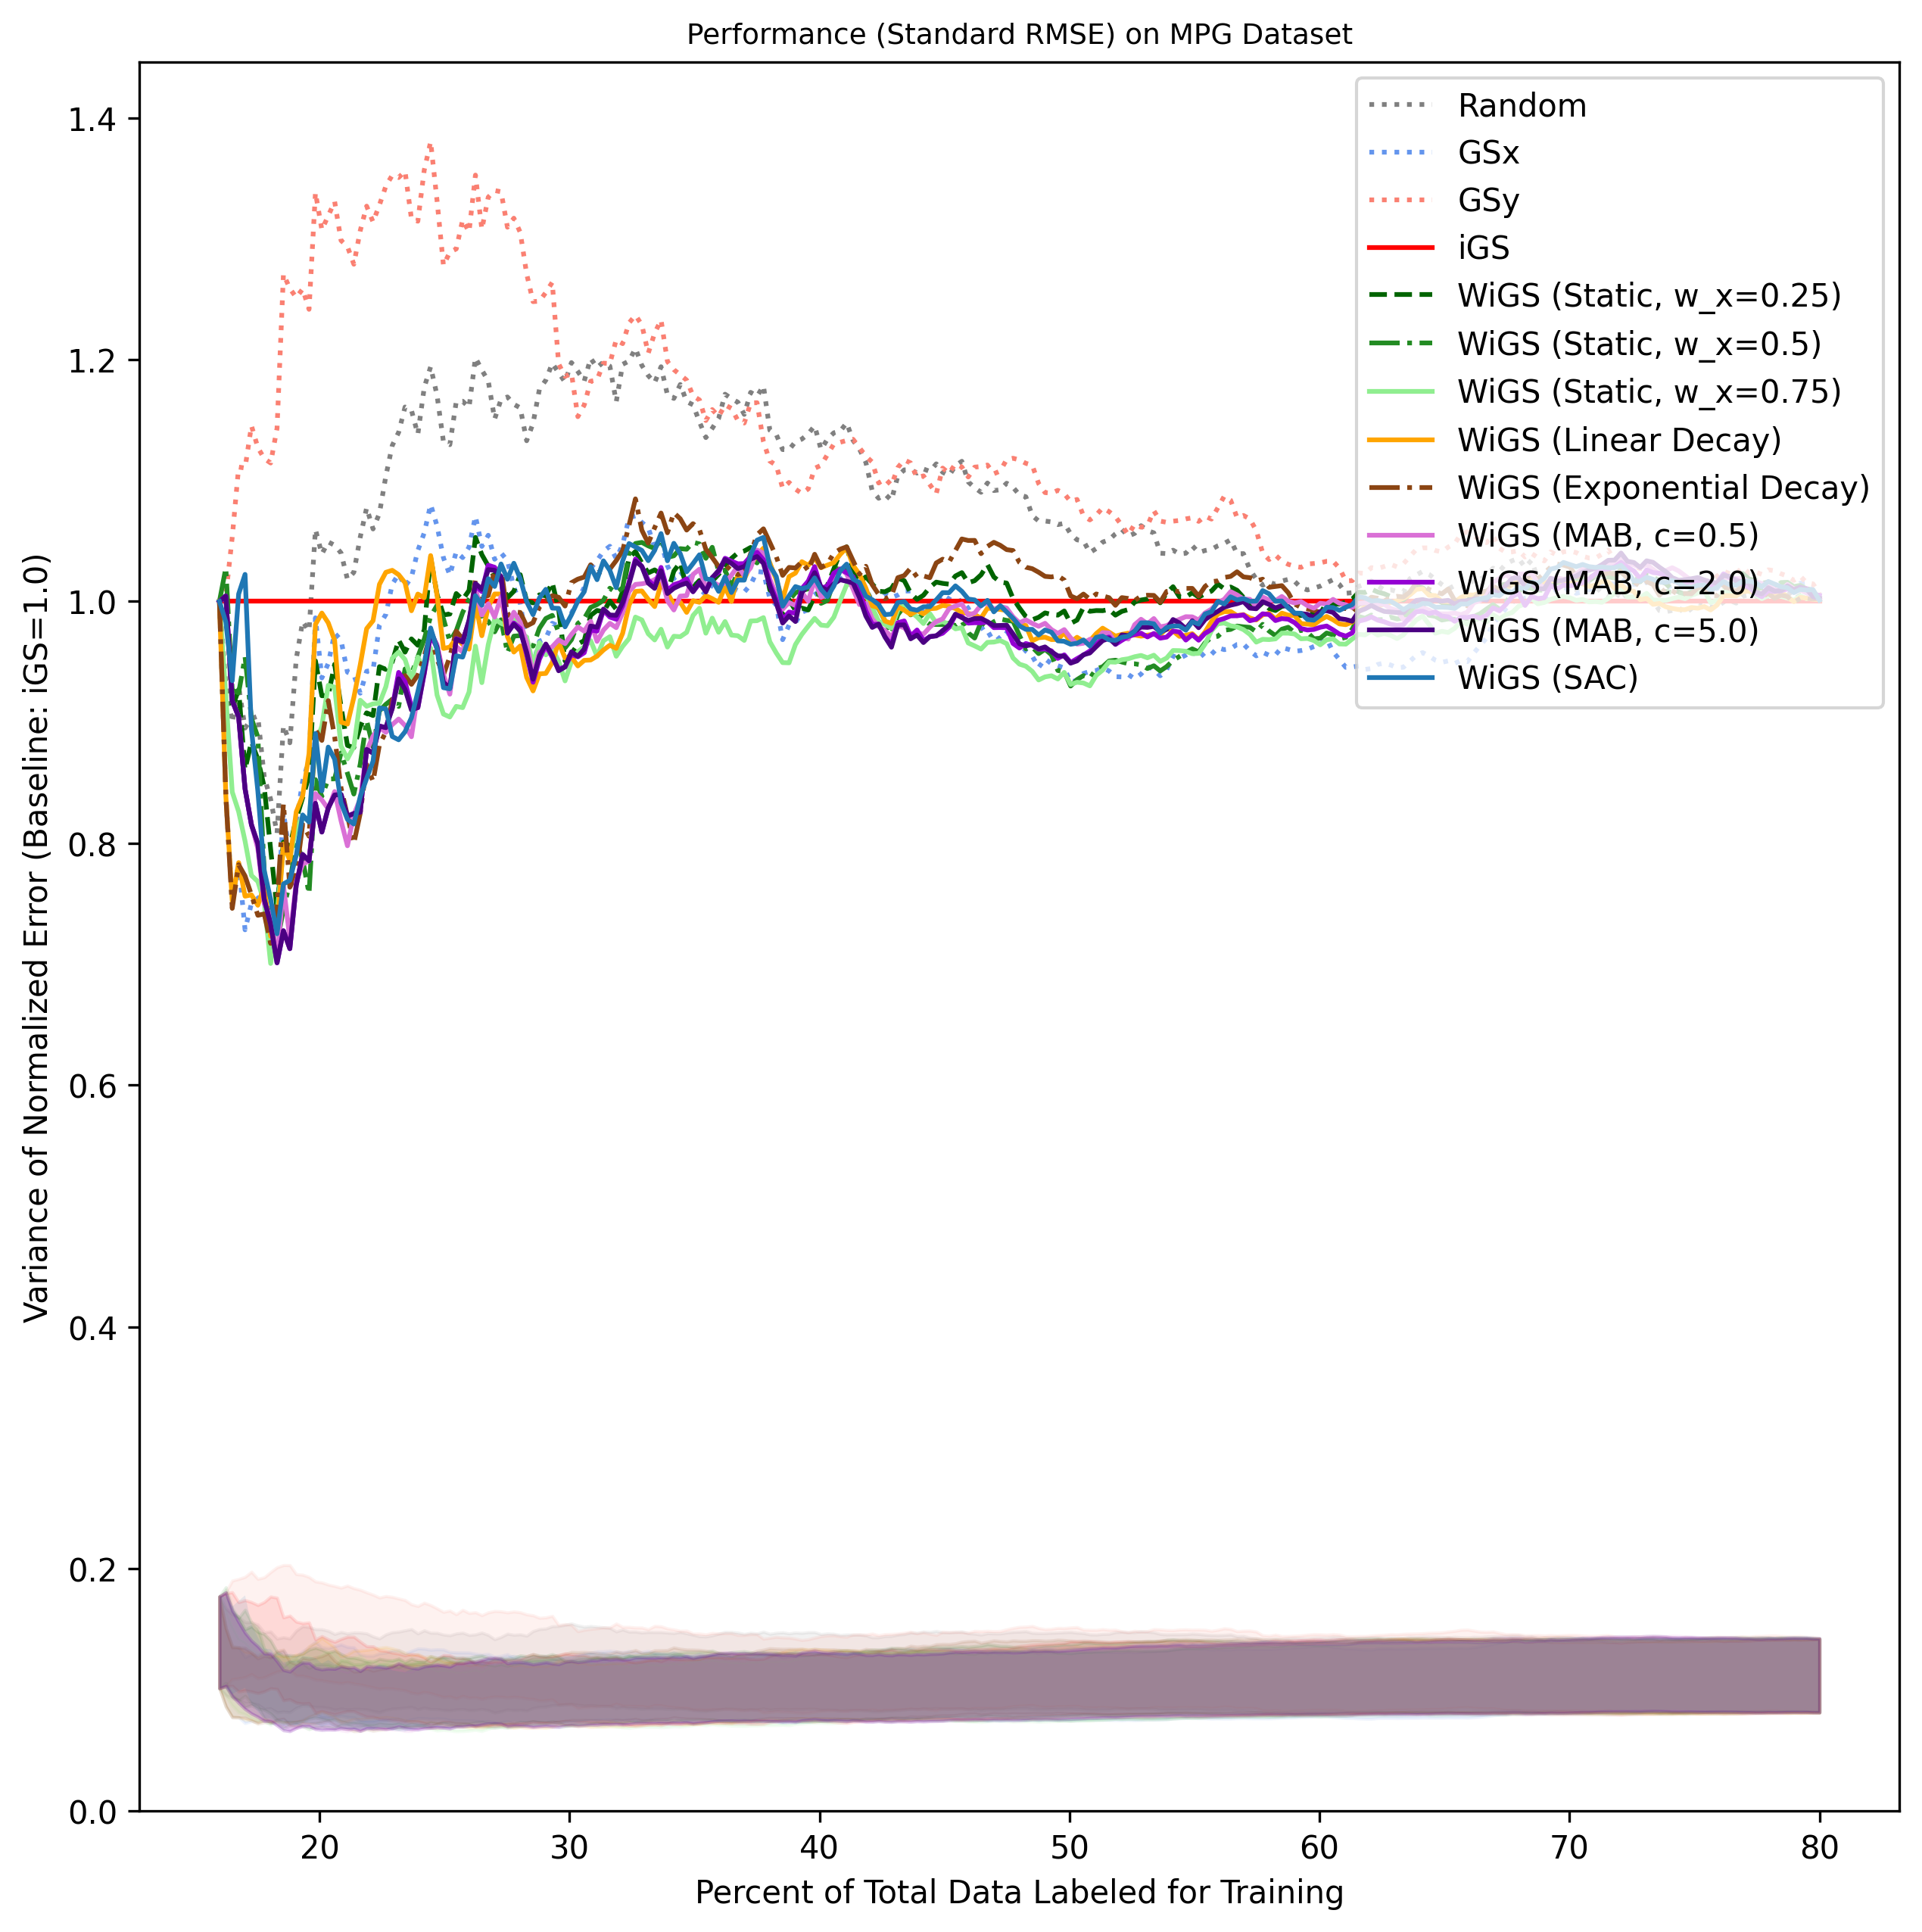 Performance (Standard RMSE) on MPG Dataset
Variance of Normalized Error (Baseline: iGS=1.0)
1.4
1.2
1.0
0.8
0.6
0.4
0.2
0.0
Random
GSx
GSy
iGS
WiGS (Static, w_x=0.25)
WiGS (Static, w_x=0.5)
WiGS (Static, w_x=0.75)
WiGS (Linear Decay)
WiGS (Exponential Decay)
WiGS (MAB, c=0.5)
WiGS (MAB, c=2.0)
WiGS (MAB, c=5.0)
WiGS (SAC)
20 30 40 50 60 70 80
Percent of Total Data Labeled for Training